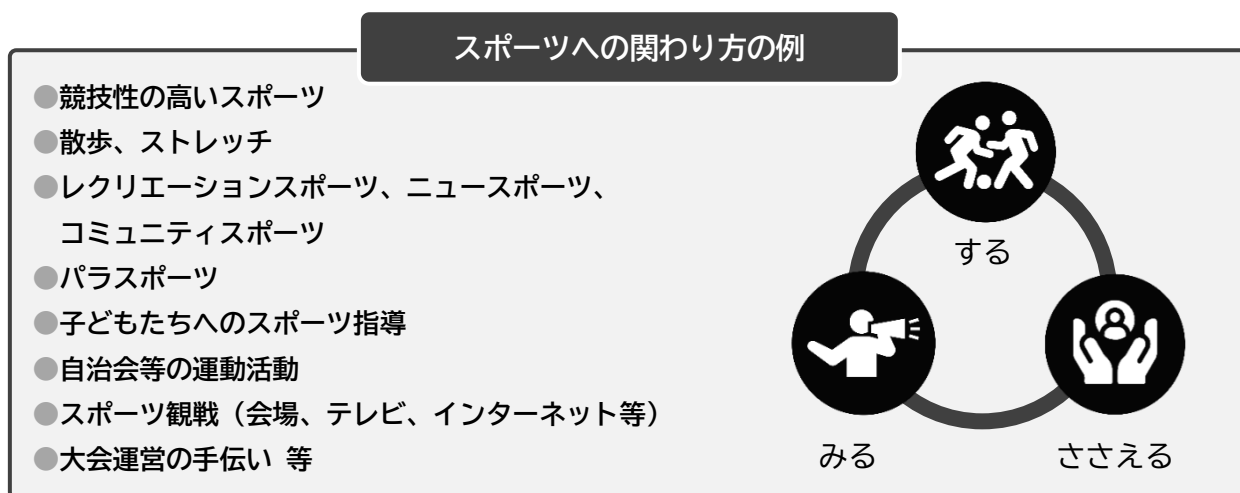 スポーツへの関わり方の例
●競技性の高いスポーツ
●散歩、ストレッチ
●レクリエーションスポーツ、ニュースポーツ、
コミュニティスポーツ
●パラスポーツ
●子どもたちへのスポーツ指導
●自治会等の運動活動
●スポーツ観戦（会場、テレビ、インターネット等）
●大会運営の手伝い 等
する
みる
ささえる